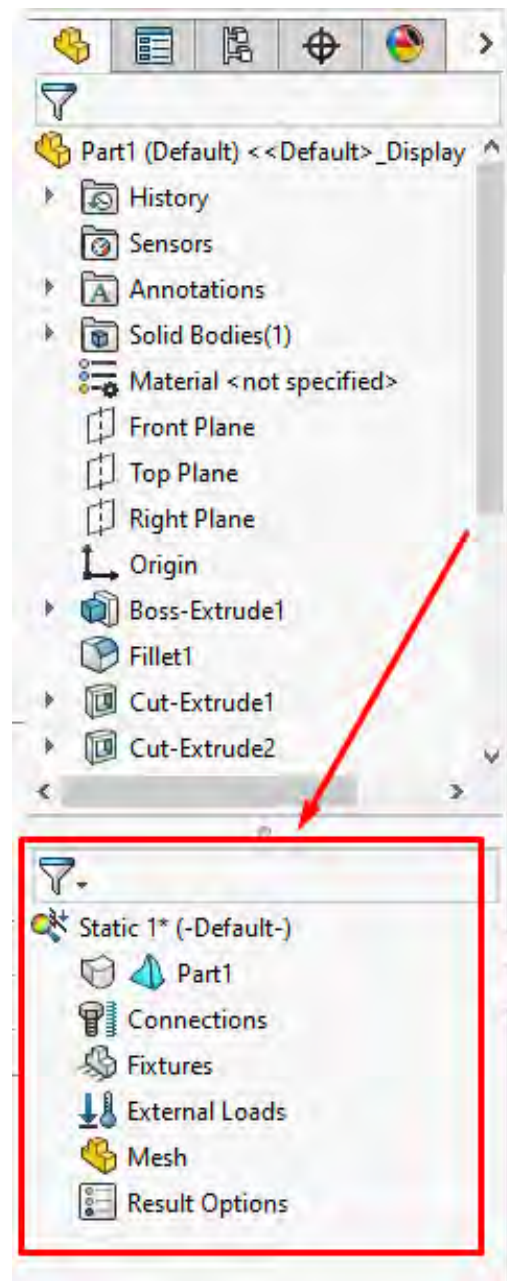 Part1 (Default) <<Default>_Display
History
Sensors
Annotations
Solid Bodies(1)
Material <not specified>
Front Plane
Top Plane
Right Plane
Origin
Boss-Extrude1
Fillet1
Cut-Extrude1
Cut-Extrude2
Static 1* (-Default-)
Part1
Connections
Fixtures
External Loads
Mesh
Result Options